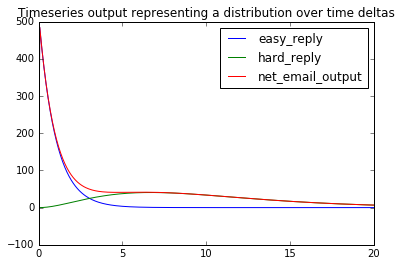 Timeseries output representing a distribution over time deltas
500
400
300
200
100
0
−100
0 5 10 15 20
easy_reply
hard_reply
net_email_output